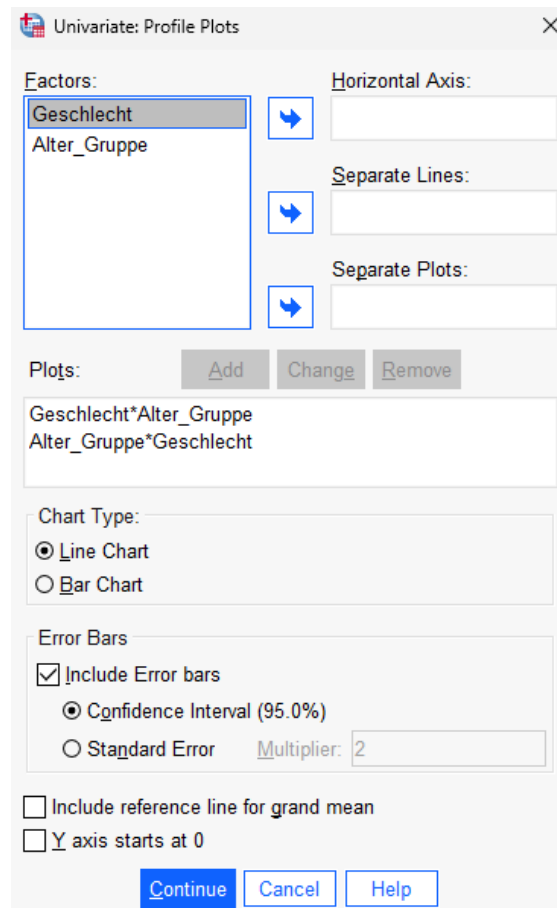 Univariate: Profile Plots
Factors:
Geschlecht
Alter_Gruppe
Horizontal Axis:
Separate Lines:
Separate Plots:
Plots:
Add
Change
Remove
Geschlecht*Alter_Gruppe
Alter_Gruppe*Geschlecht
Chart Type:
Line Chart
Bar Chart
Error Bars
Include Error bars
Confidence Interval (95.0%)
Standard Error
Multiplier: 2
Include reference line for grand mean
Y axis starts at 0
Continue
Cancel
Help